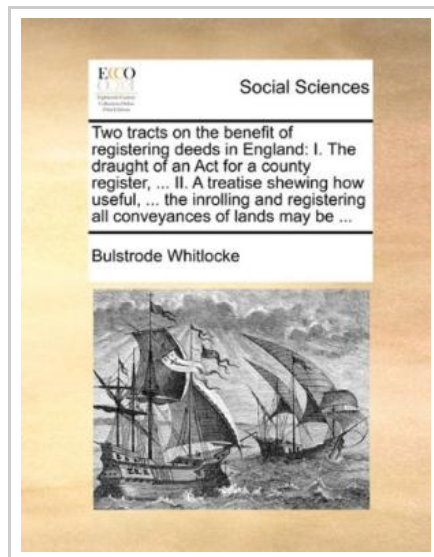 ECCO
Social Sciences
Two tracts on the benefit of
registering deeds in England: I. The
draught of an Act for a county
register, ... II. A treatise shewing how
useful, ... the inrolling and registering
all conveyances of lands may be ...
Bulstrode Whitlocke